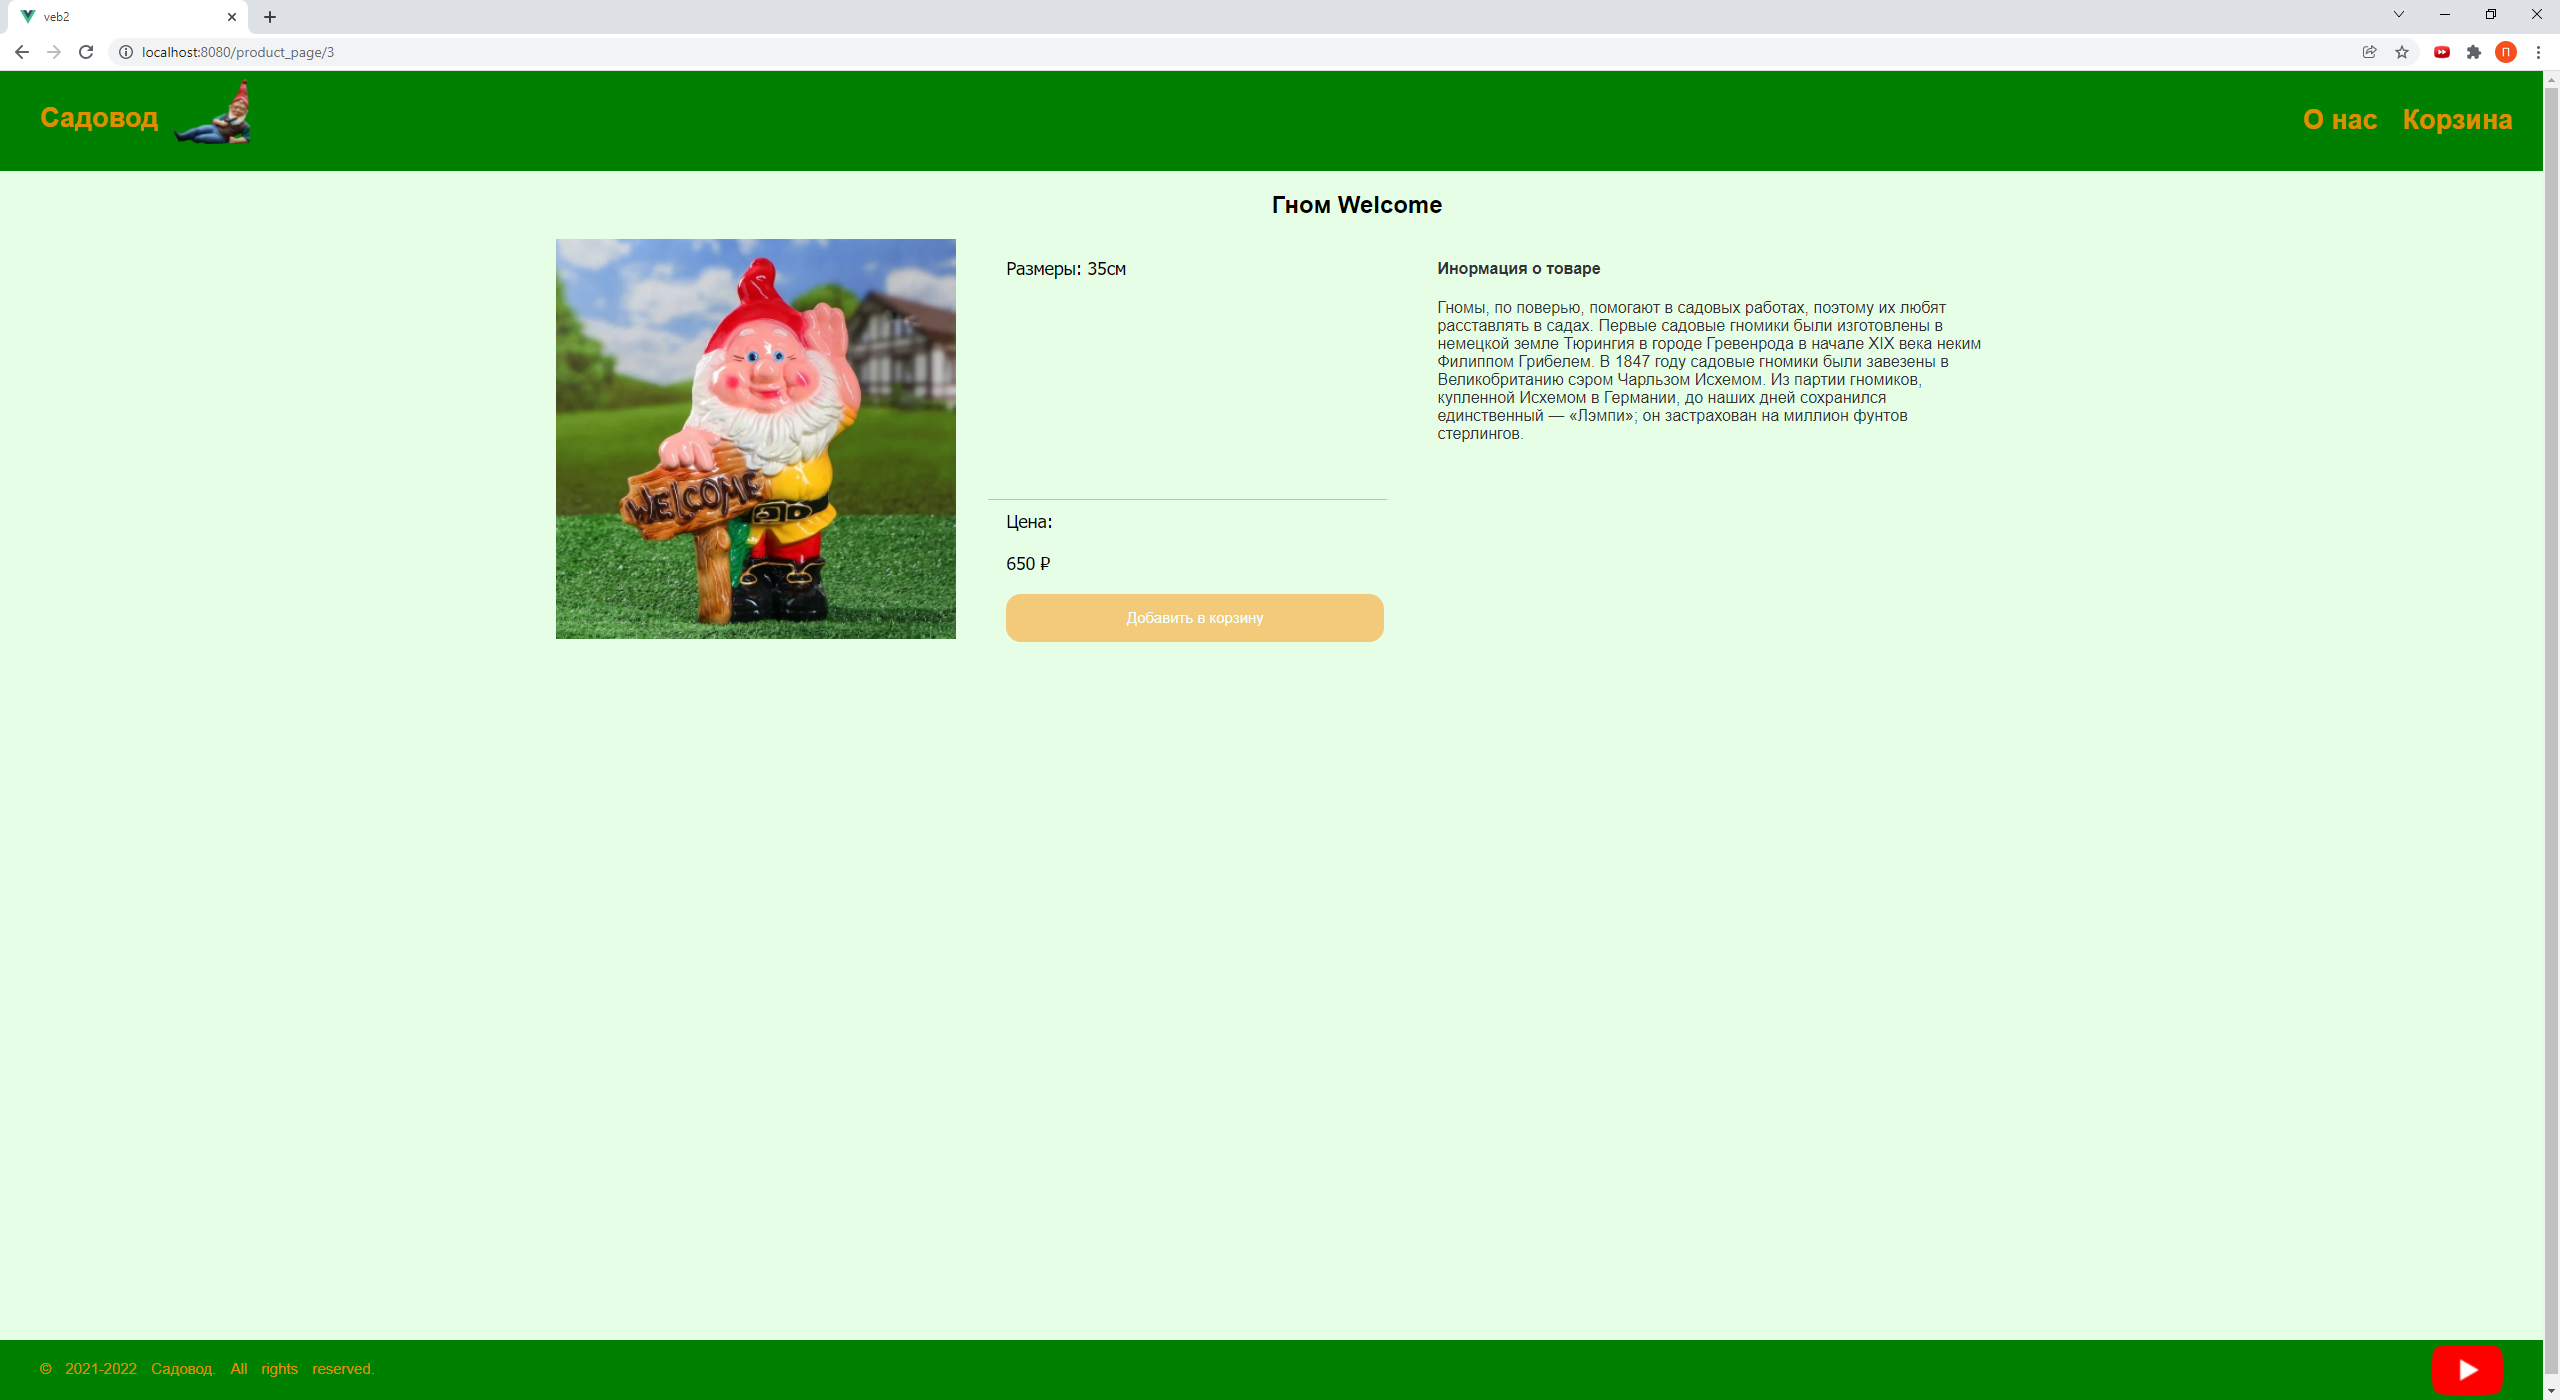 veb2
localhost:8080/product_page/3
П
Садовод
О нас Корзина
Гном Welcome
WELCOME
Размеры: 35см
Инормация о товаре
Гномы, по поверью, помогают в садовых работах, поэтому их любят
расставлять в садах. Первые садовые гномики были изготовлены в
немецкой земле Тюрингия в городе Гревенрода в начале XIX века неким
Филиппом Грибелем. В 1847 году садовые гномики были завезены в
Великобританию сэром Чарльзом Исхемом. Из партии гномиков,
купленной Исхемом в Германии, до наших дней сохранился
единственный — «Лэмпи»; он застрахован на миллион фунтов
стерлингов.
Цена:
650 ₽
Добавить в корзину
© 2021-2022 Садовод. All rights reserved.